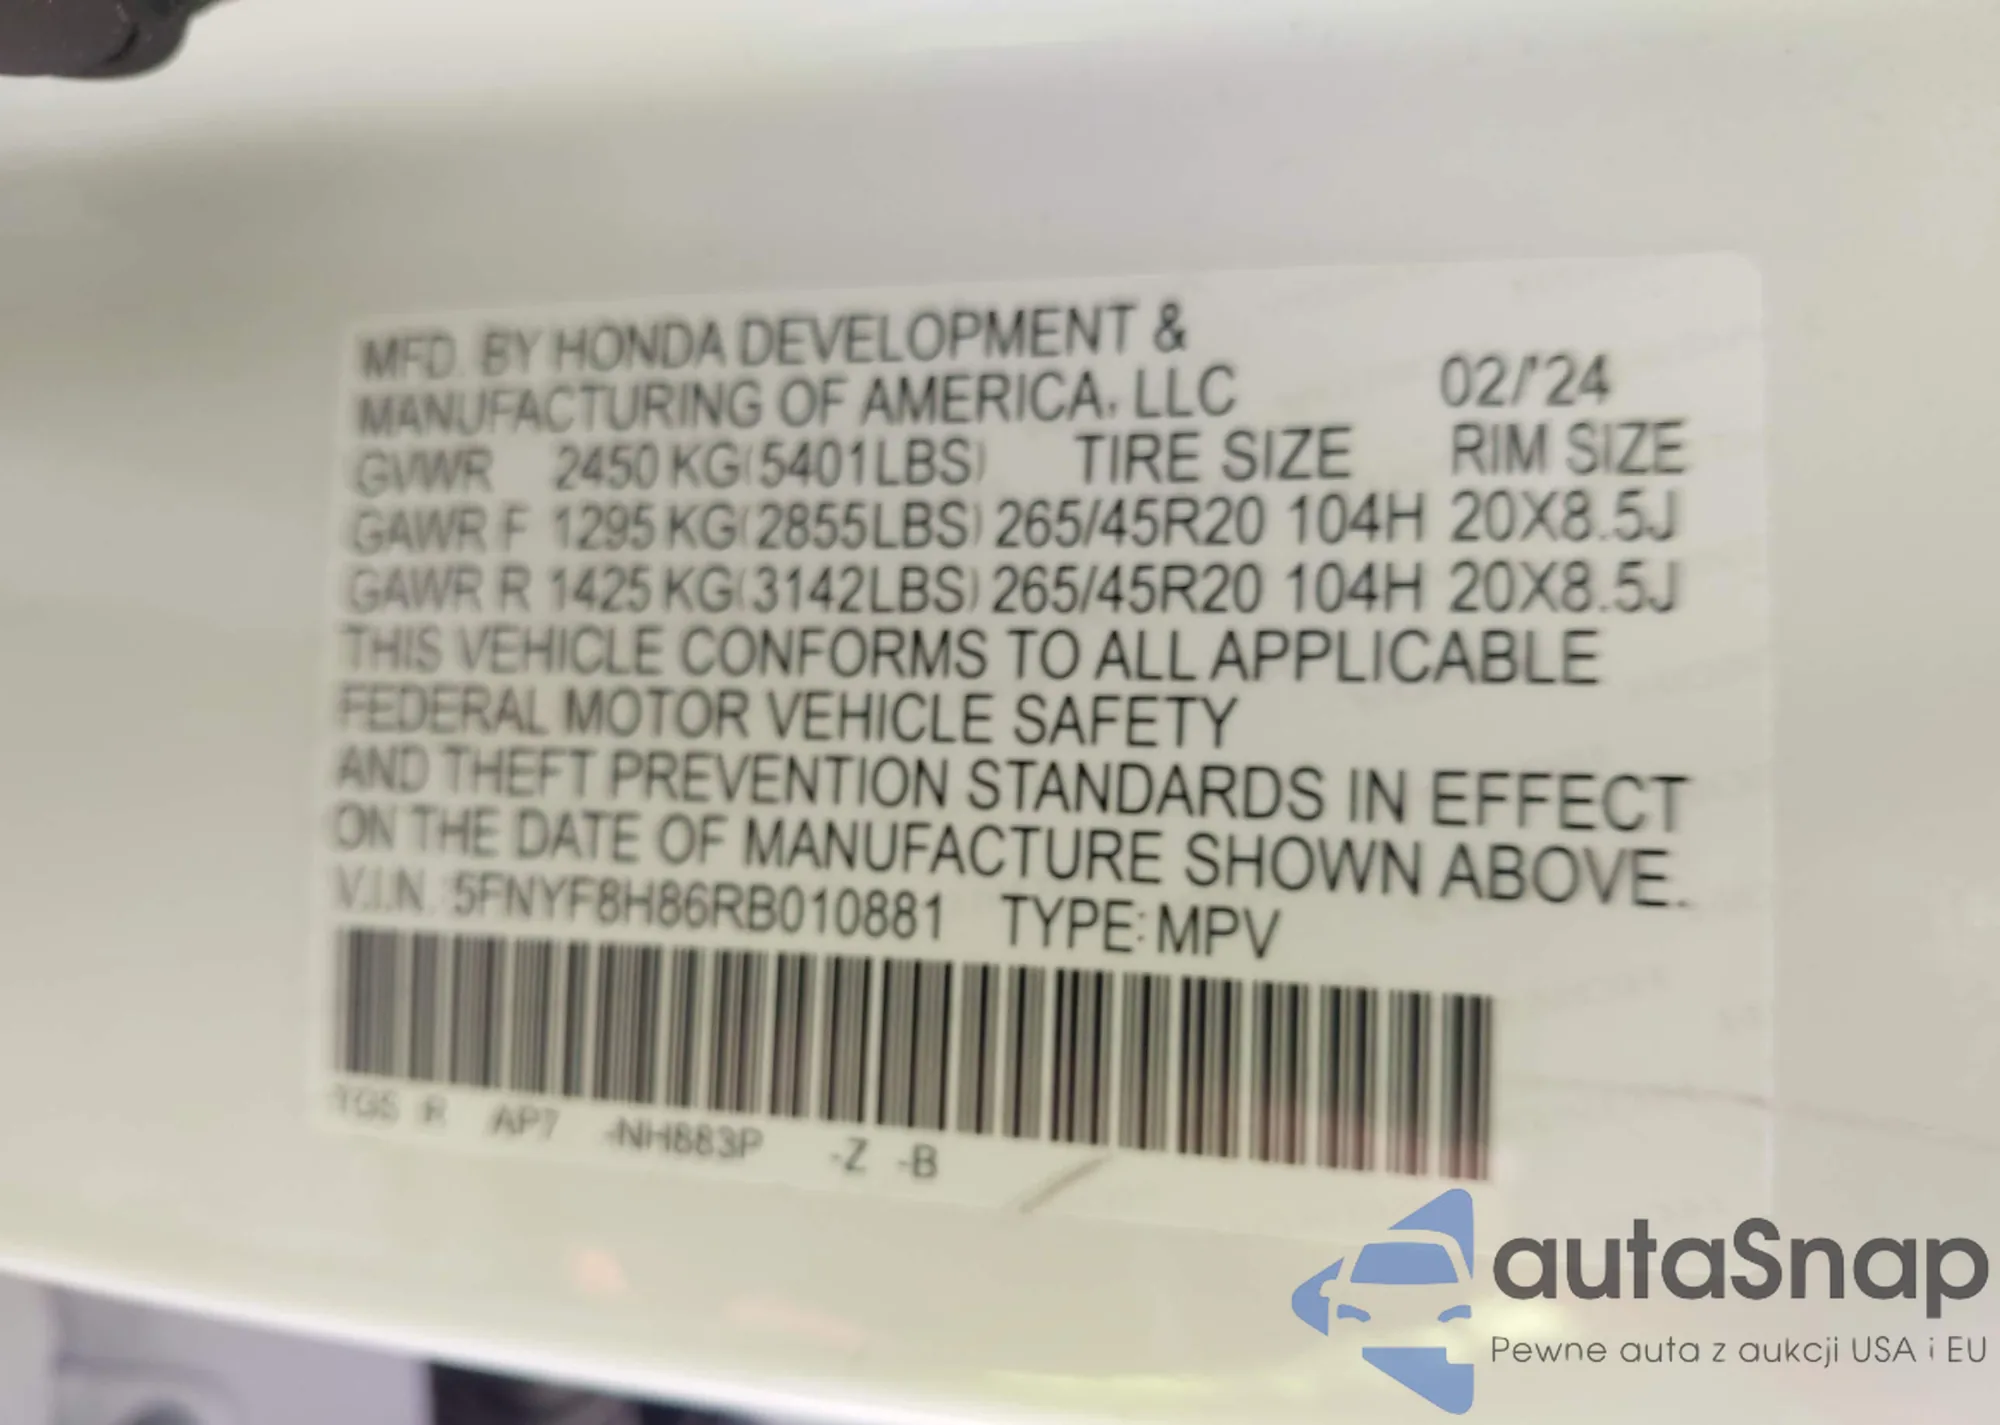 MFD. BY HONDA DEVELOPMENT &
MANUFACTURING OF AMERICA, LLC 02/'24
GVWR 2450 KG(5401LBS) TIRE SIZE RIM SIZE
GAWR F 1295 KG(2855LBS) 265/45R20 104H 20X8.5J
GAWR R 1425 KG(3142LBS) 265/45R20 104H 20X8.5J
THIS VEHICLE CONFORMS TO ALL APPLICABLE
FEDERAL MOTOR VEHICLE SAFETY
AND THEFT PREVENTION STANDARDS IN EFFECT
ON THE DATE OF MANUFACTURE SHOWN ABOVE.
V.I.N. 5FNYF8H86RB010881 TYPE: MPV
TG5 R AP7 -NH883P -Z -B
autaSnap
Pewne auta z aukcji USA i EU